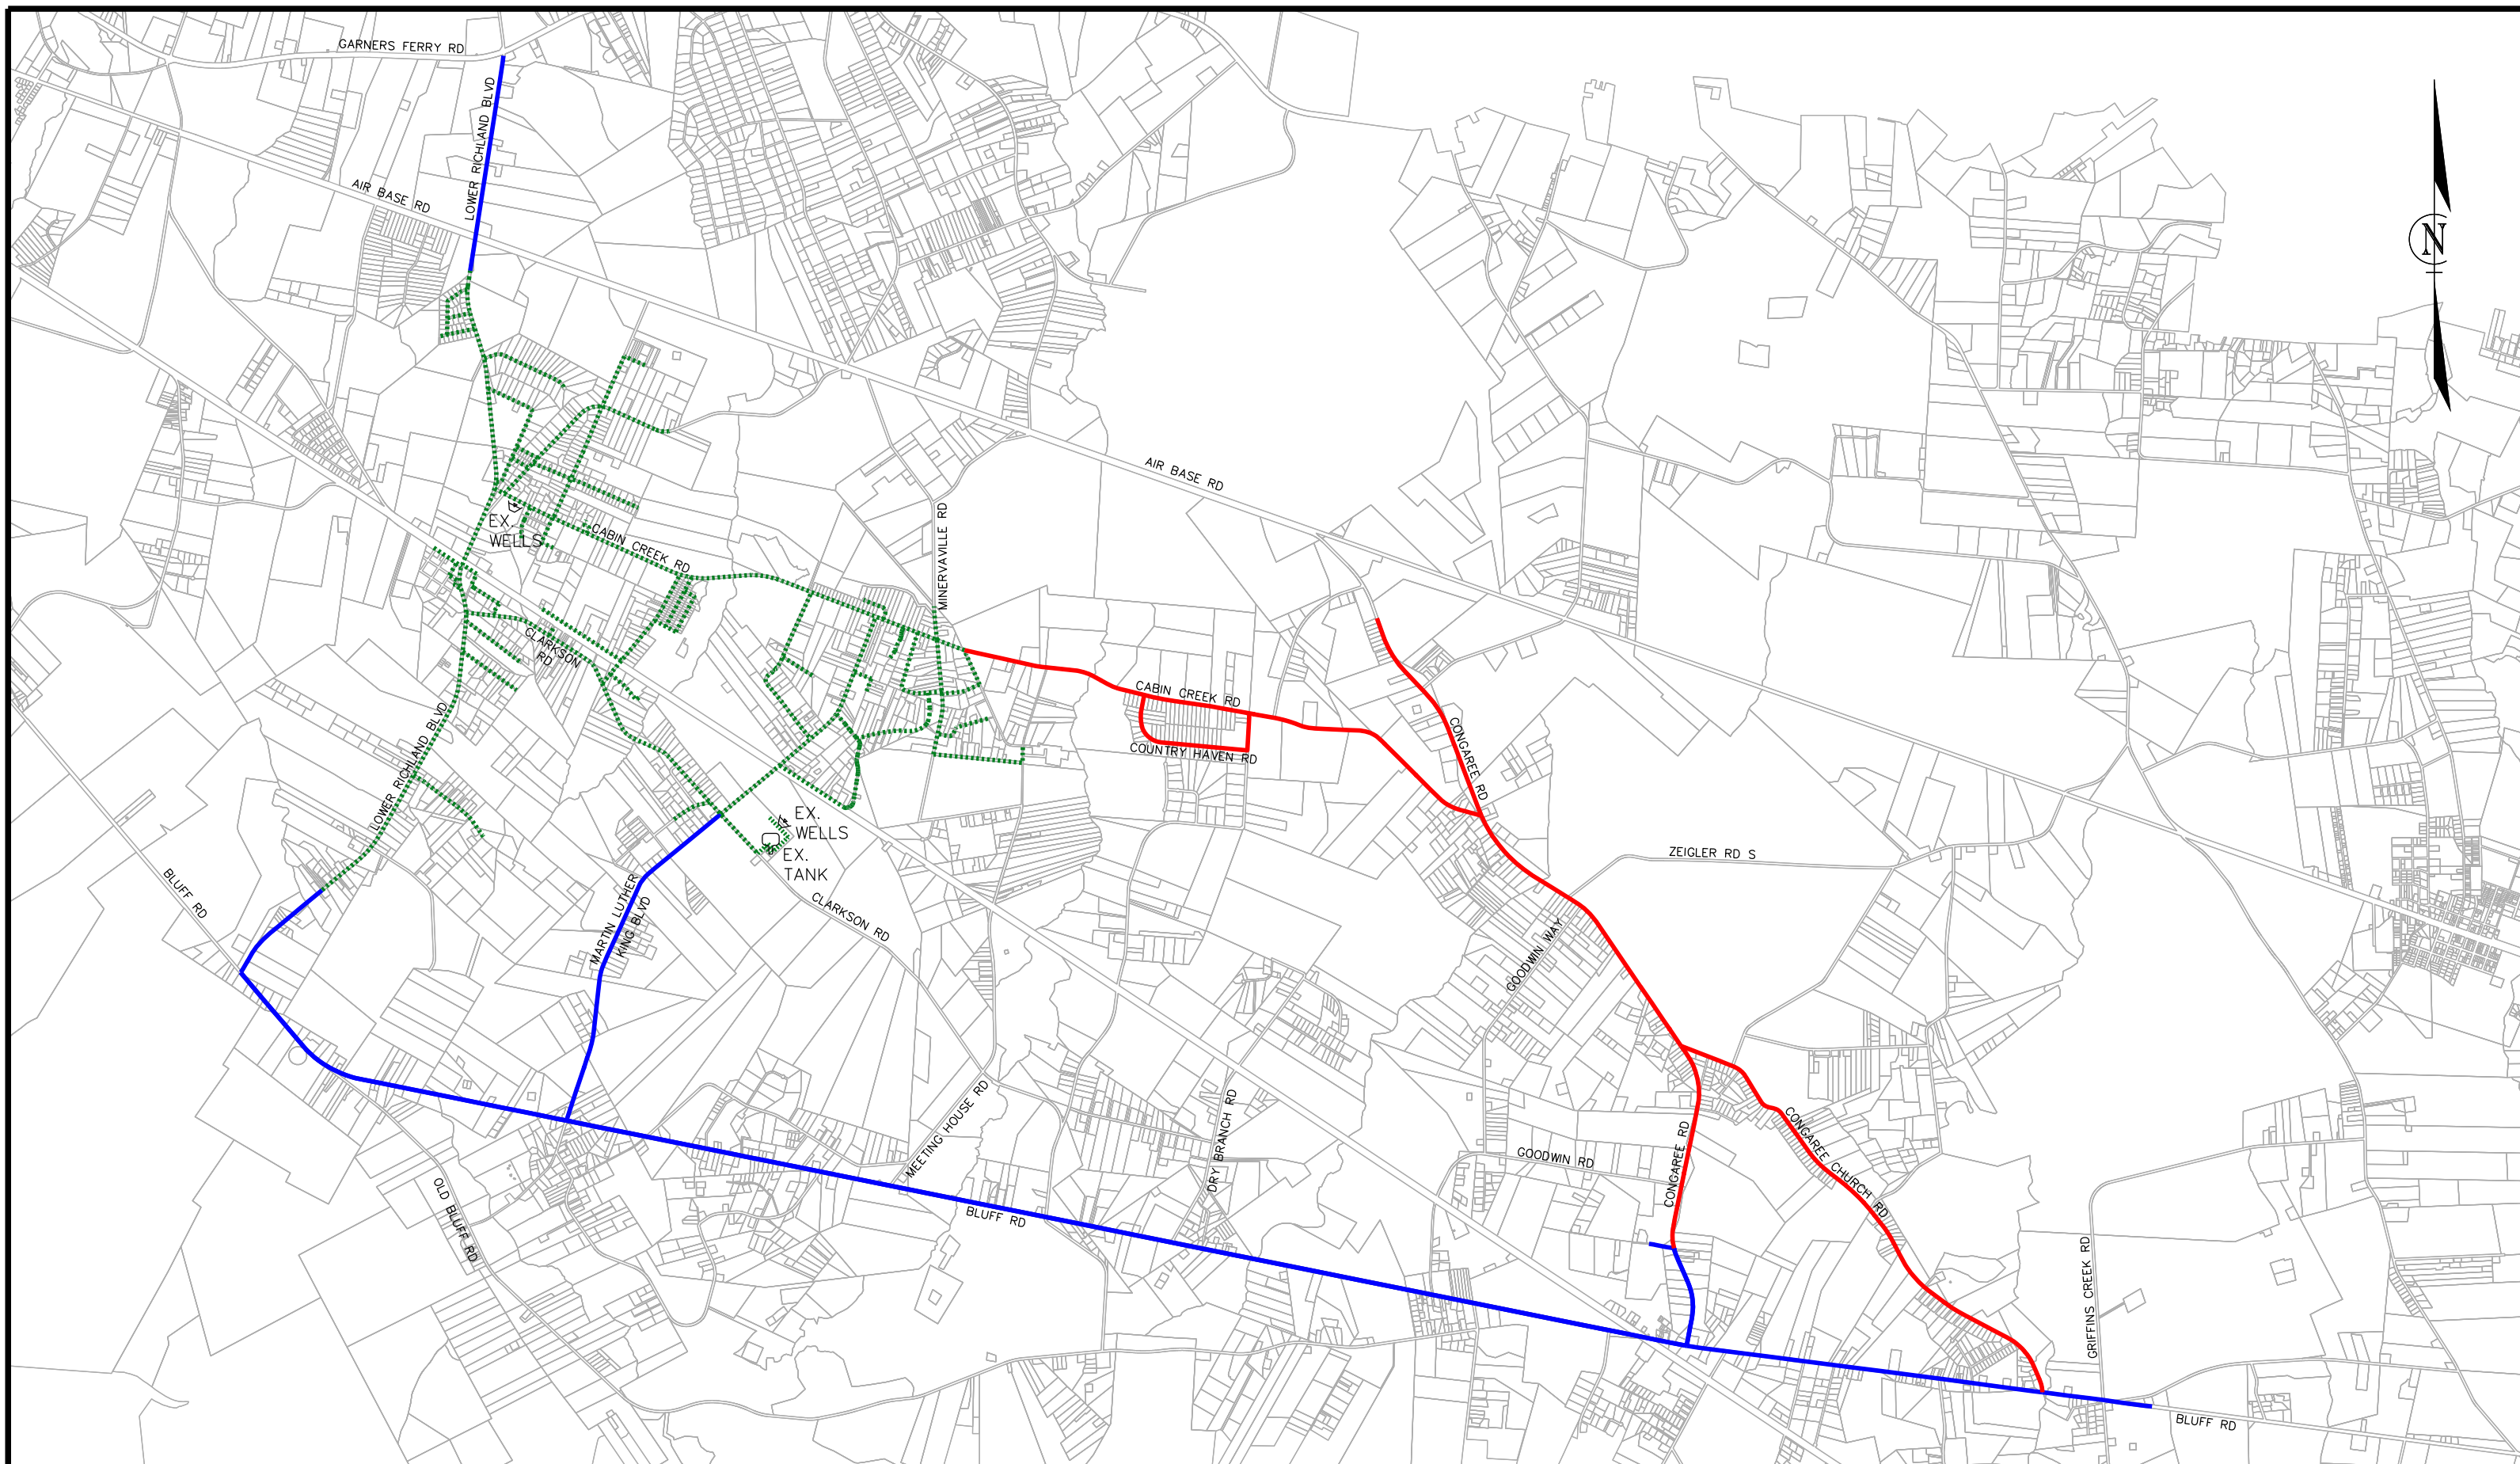 GARNERS FERRY RD
LOWER RICHLAND BLVD
AIR BASE RD
N
AIR BASE RD
MINERVAVILLE RD
EX.
WELLS
CABIN CREEK RD
CLARKSON
RD
CABIN CREEK RD
COUNTRY HAVEN RD
CONGAREE RD
LOWER RICHLAND BLVD
EX.
WELLS
EX.
TANK
ZEIGLER RD S
BLUFF RD
MARTIN LUTHER
KING BLVD
CLARKSON RD
GOODWIN WAY
MEETING HOUSE RD
DRY BRANCH RD
GOODWIN RD
CONGAREE RD
CONGAREE CHURCH RD
OLD BLUFF RD
BLUFF RD
GRIFFINS CREEK RD
BLUFF RD